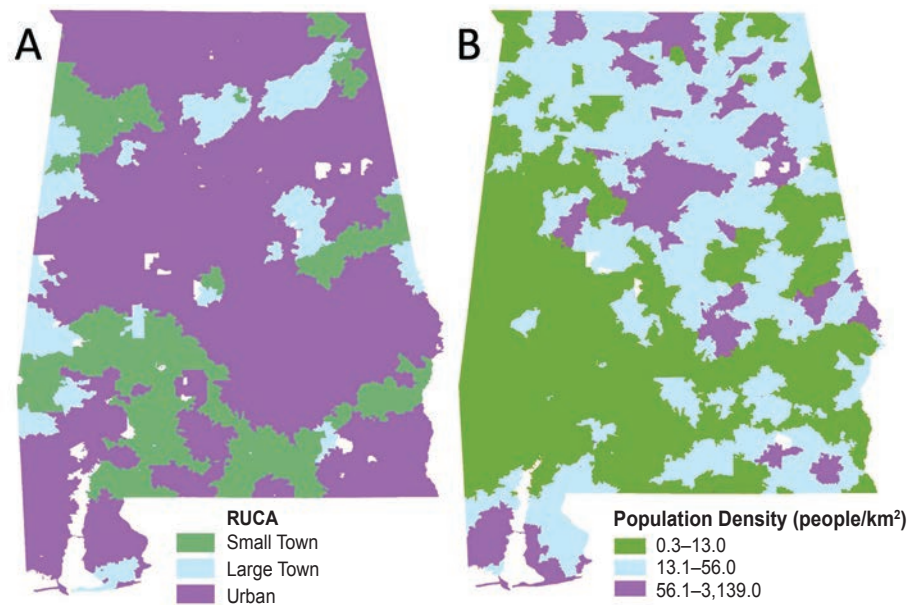 A
B
RUCA
Small Town
Large Town
Urban
Population Density (people/km²)
0.3–13.0
13.1–56.0
56.1–3,139.0